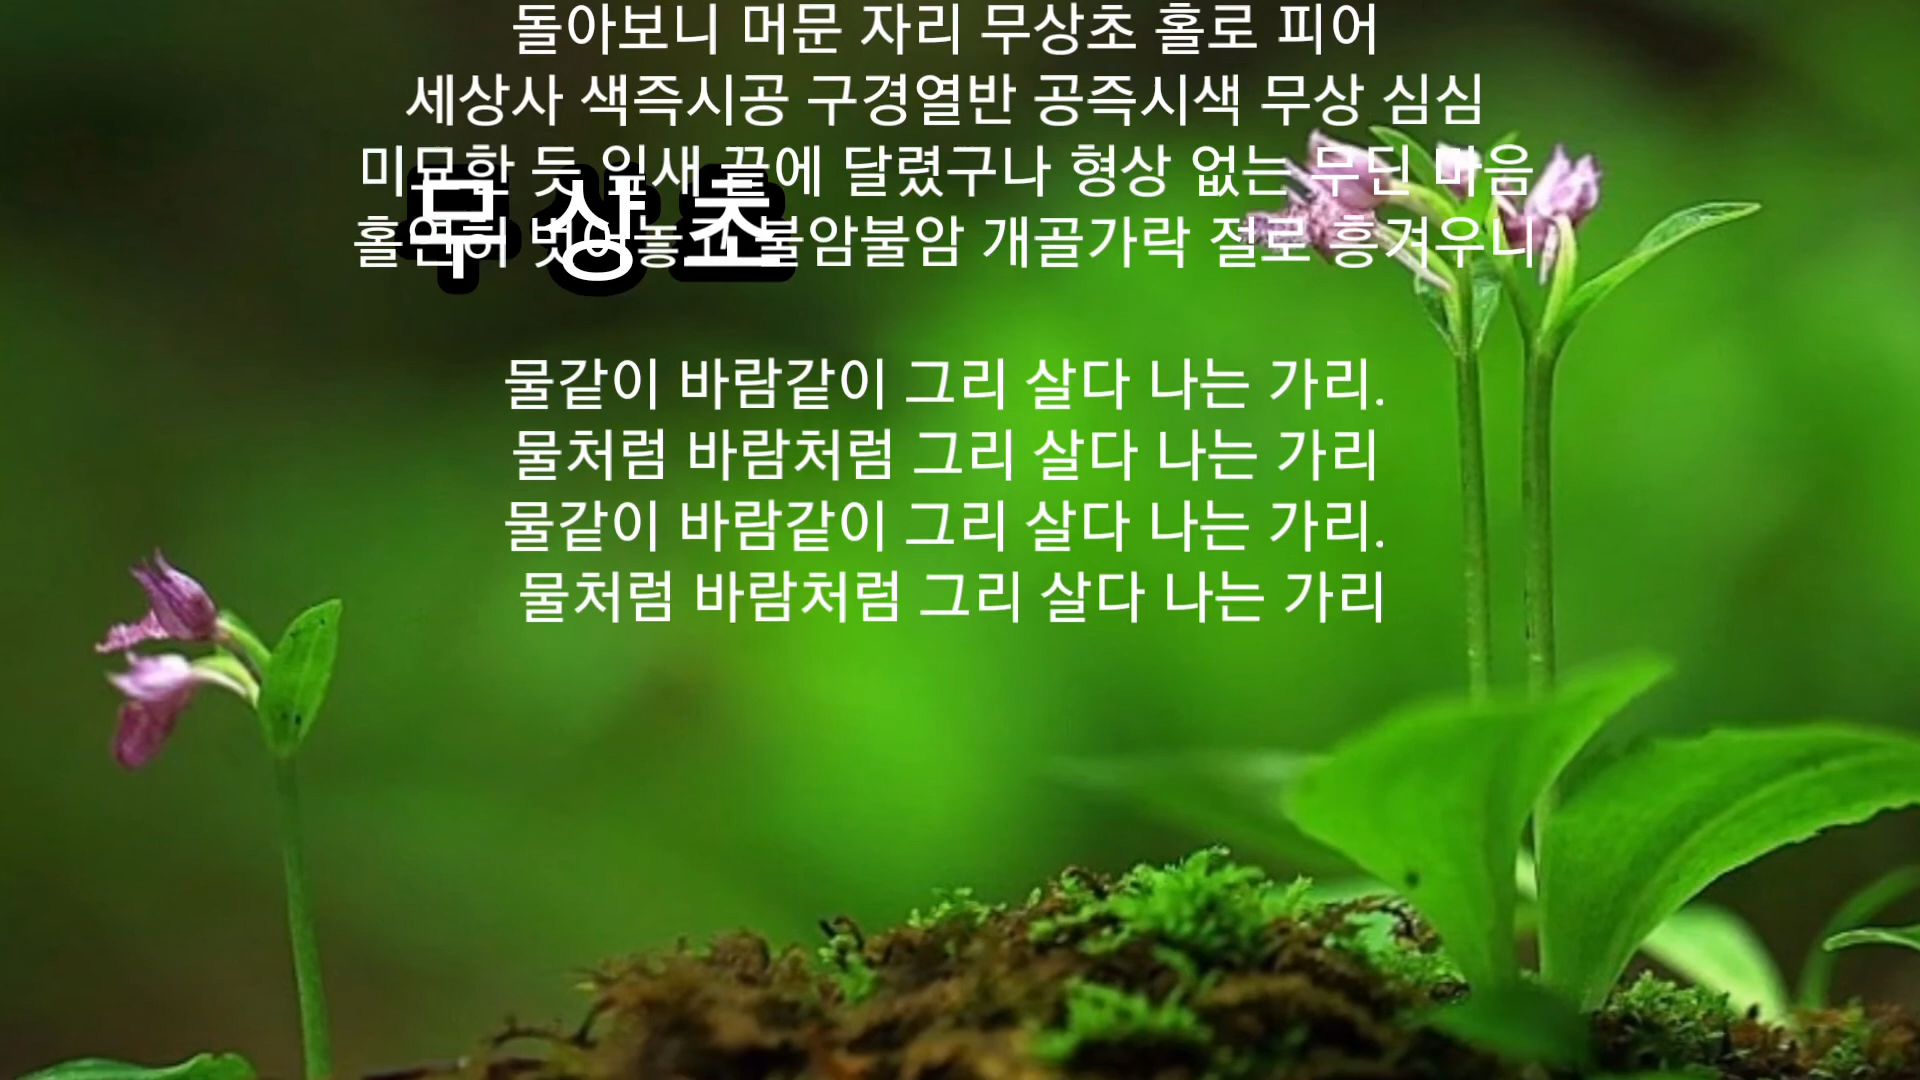 돌아보니 머문 자리 무상초 홀로 피어
세상사 색즉시공 구경열반 공즉시색 무상 심심
미묘한 듯 잎새 끝에 달렸구나 형상 없는 무딘 마음
무상초
홀연히 벗어놓고 불암불암 개골가락 절로 흥겨우니
물같이 바람같이 그리 살다 나는 가리.
물처럼 바람처럼 그리 살다 나는 가리
물같이 바람같이 그리 살다 나는 가리.
물처럼 바람처럼 그리 살다 나는 가리